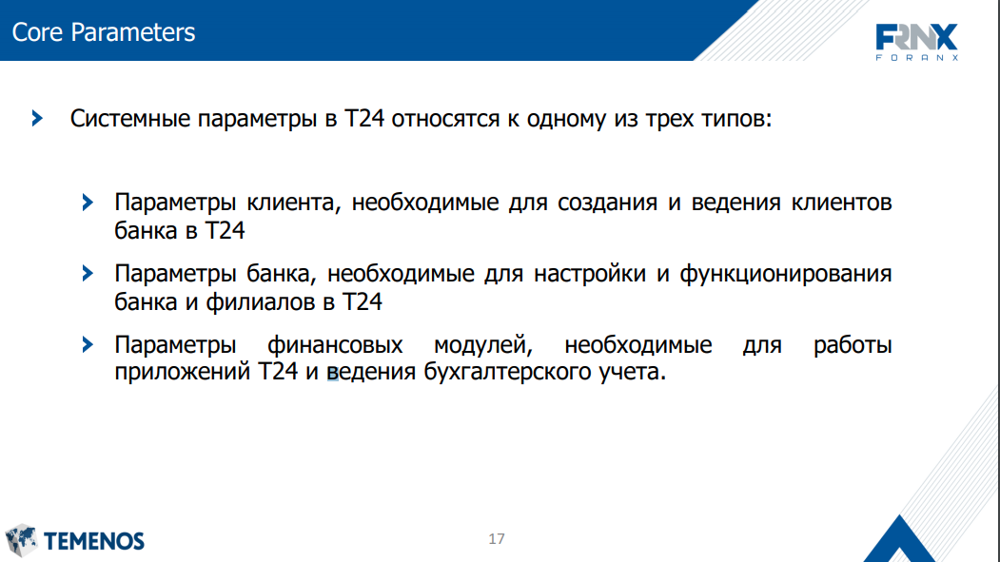 Core Parameters
FRNX
FORANX
Системные параметры в T24 относятся к одному из трех типов:
Параметры клиента, необходимые для создания и ведения клиентов
банка в T24
Параметры банка, необходимые для настройки и функционирования
банка и филиалов в T24
Параметры финансовых модулей, необходимые для работы
приложений T24 и ведения бухгалтерского учета.
TEMENOS
17